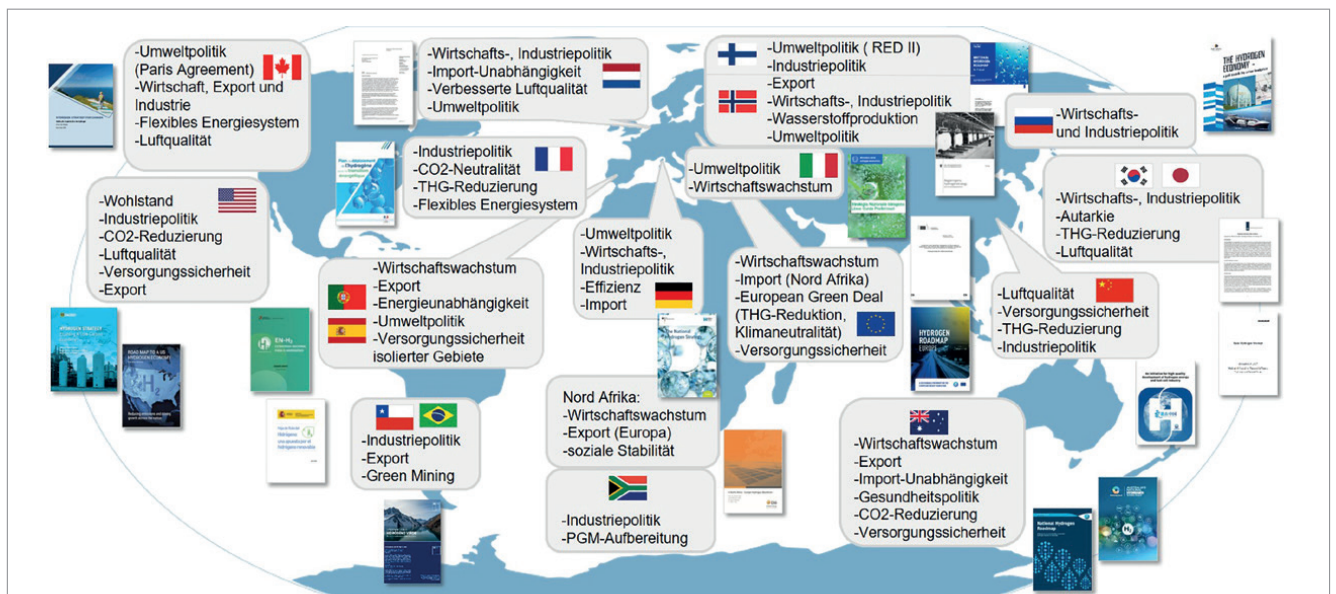 -Umweltpolitik
(Paris Agreement)
-Wirtschaft, Export und
Industrie
-Flexibles Energiesystem
-Luftqualität
-Wirtschafts-, Industriepolitik
-Import-Unabhängigkeit
-Verbesserte Luftqualität
-Umweltpolitik
-Umweltpolitik ( RED II)
-Industriepolitik
-Export
-Wirtschafts-, Industriepolitik
-Wasserstoffproduktion
-Umweltpolitik
-Wirtschafts-
und Industriepolitik
THE HYDROGEN
ECONOMY
-Industriepolitik
-CO2-Neutralität
-THG-Reduzierung
-Flexibles Energiesystem
-Umweltpolitik
-Wirtschaftswachstum
-Wirtschafts-, Industriepolitik
-Autarkie
-THG-Reduzierung
-Luftqualität
-Wohlstand
-Industriepolitik
-CO2-Reduzierung
-Luftqualität
-Versorgungssicherheit
-Export
-Wirtschaftswachstum
-Export
-Energieunabhängigkeit
-Umweltpolitik
-Versorgungssicherheit
isolierter Gebiete
-Umweltpolitik
-Wirtschafts-,
Industriepolitik
-Effizienz
-Import
-Wirtschaftswachstum
-Import (Nord Afrika)
-European Green Deal
(THG-Reduktion,
Klimaneutralität)
-Versorgungssicherheit
-Luftqualität
-Versorgungssicherheit
-THG-Reduzierung
-Industriepolitik
HYDROGEN
ROADMAP
EUROPE
-Industriepolitik
-Export
-Green Mining
Nord Afrika:
-Wirtschaftswachstum
-Export (Europa)
-soziale Stabilität
-Industriepolitik
-PGM-Aufbereitung
-Wirtschaftswachstum
-Export
-Import-Unabhängigkeit
-Gesundheitspolitik
-CO2-Reduzierung
-Versorgungssicherheit
National Hydrogen
Roadmap
H2